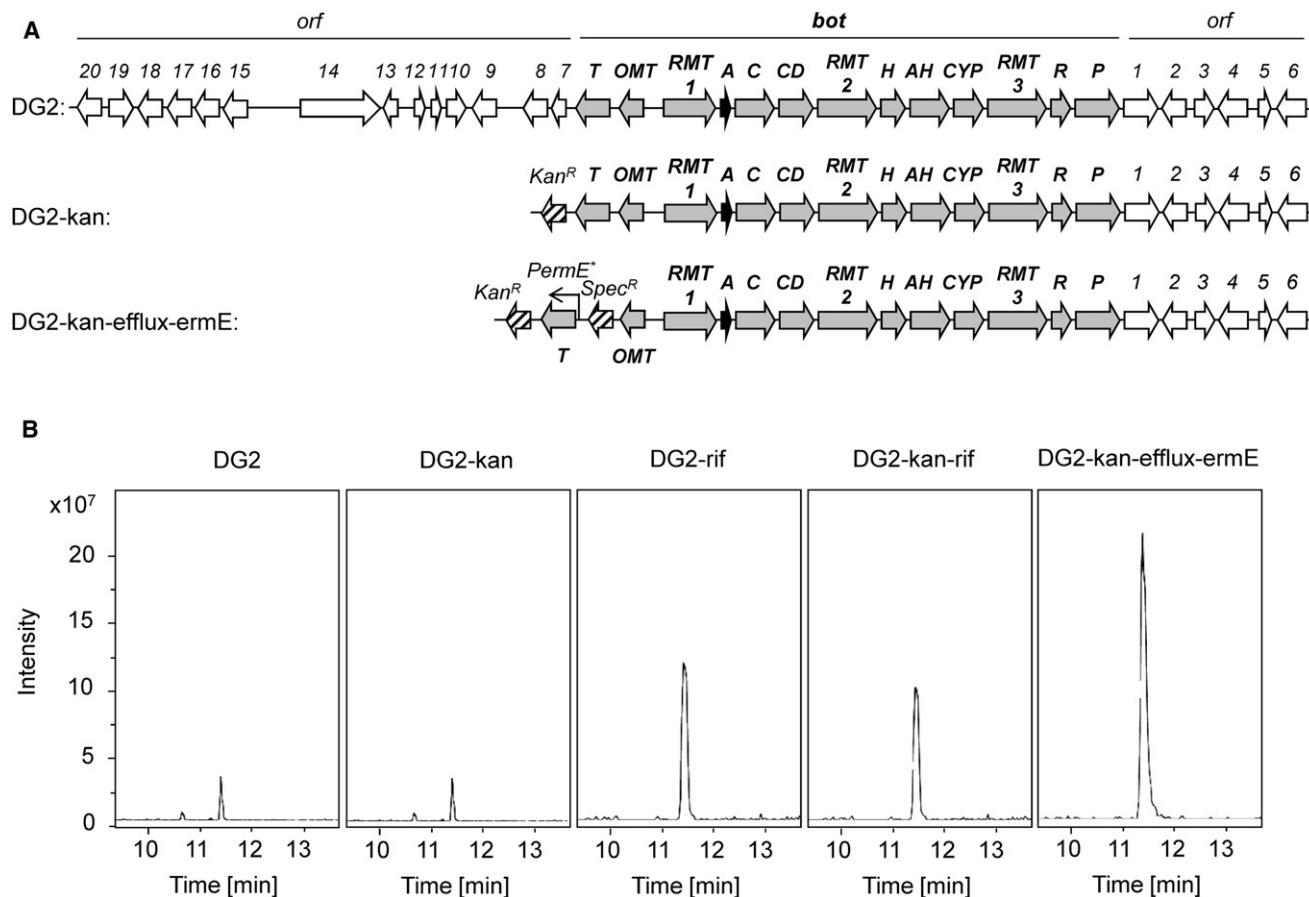 A
orf bot orf
20 19 18 17 16 15 14 13 12 11 10 9 8 7 T OMT RMT 1 A C CD RMT 2 H AH CYP RMT 3 R P 1 2 3 4 5 6
DG2:
Kan^R T OMT RMT 1 A C CD RMT 2 H AH CYP RMT 3 R P 1 2 3 4 5 6
DG2-kan:
Kan^R PermE* Spec^R RMT 1 A C CD RMT 2 H AH CYP RMT 3 R P 1 2 3 4 5 6
DG2-kan-efflux-ermE:
T OMT
B
DG2 DG2-kan DG2-rif DG2-kan-rif DG2-kan-efflux-ermE
x10^7
20
15
10
5
0
Intensity
10 11 12 13 10 11 12 13 10 11 12 13 10 11 12 13 10 11 12 13
Time [min] Time [min] Time [min] Time [min] Time [min]